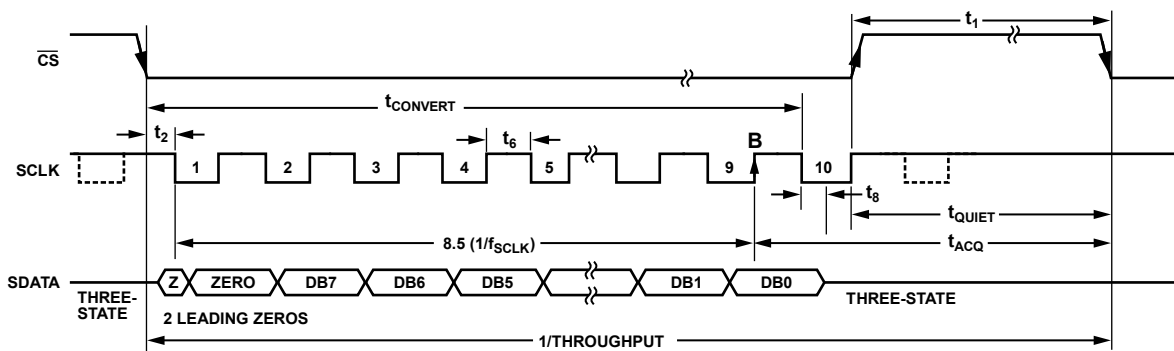 t1
CS
tCONVERT
t2
t6
B
SCLK
1 2 3 4 5 9 10
t8
tQUIET
8.5 (1/fSCLK)
tACQ
SDATA
Z ZERO DB7 DB6 DB5 DB1 DB0
THREE-
STATE
THREE-STATE
2 LEADING ZEROS
1/THROUGHPUT